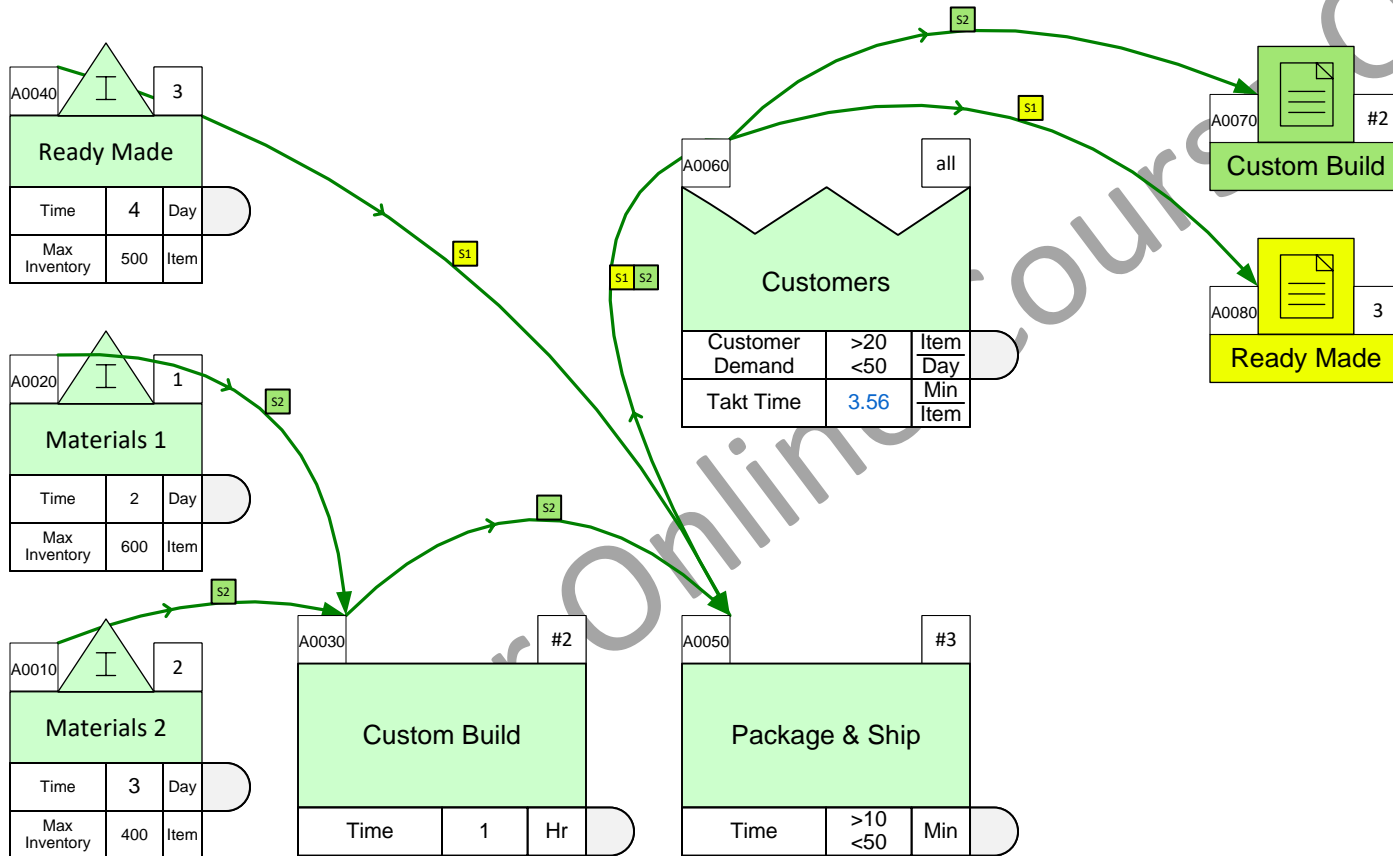 S2
S1
A0040
I
3
Ready Made
Time 4 Day
Max
Inventory 500 Item
S1
A0020
I
1
Materials 1
Time 2 Day
Max
Inventory 600 Item
S2
A0010
I
2
Materials 2
Time 3 Day
Max
Inventory 400 Item
S2
A0030
#2
Custom Build
Time 1 Hr
S2
A0050
#3
Package & Ship
Time >10
<50 Min
S1 S2
A0060
all
Customers
Customer
Demand >20
<50 Item
Day
Takt Time 3.56 Min
Item
A0070
#2
Custom Build
A0080
3
Ready Made
Online